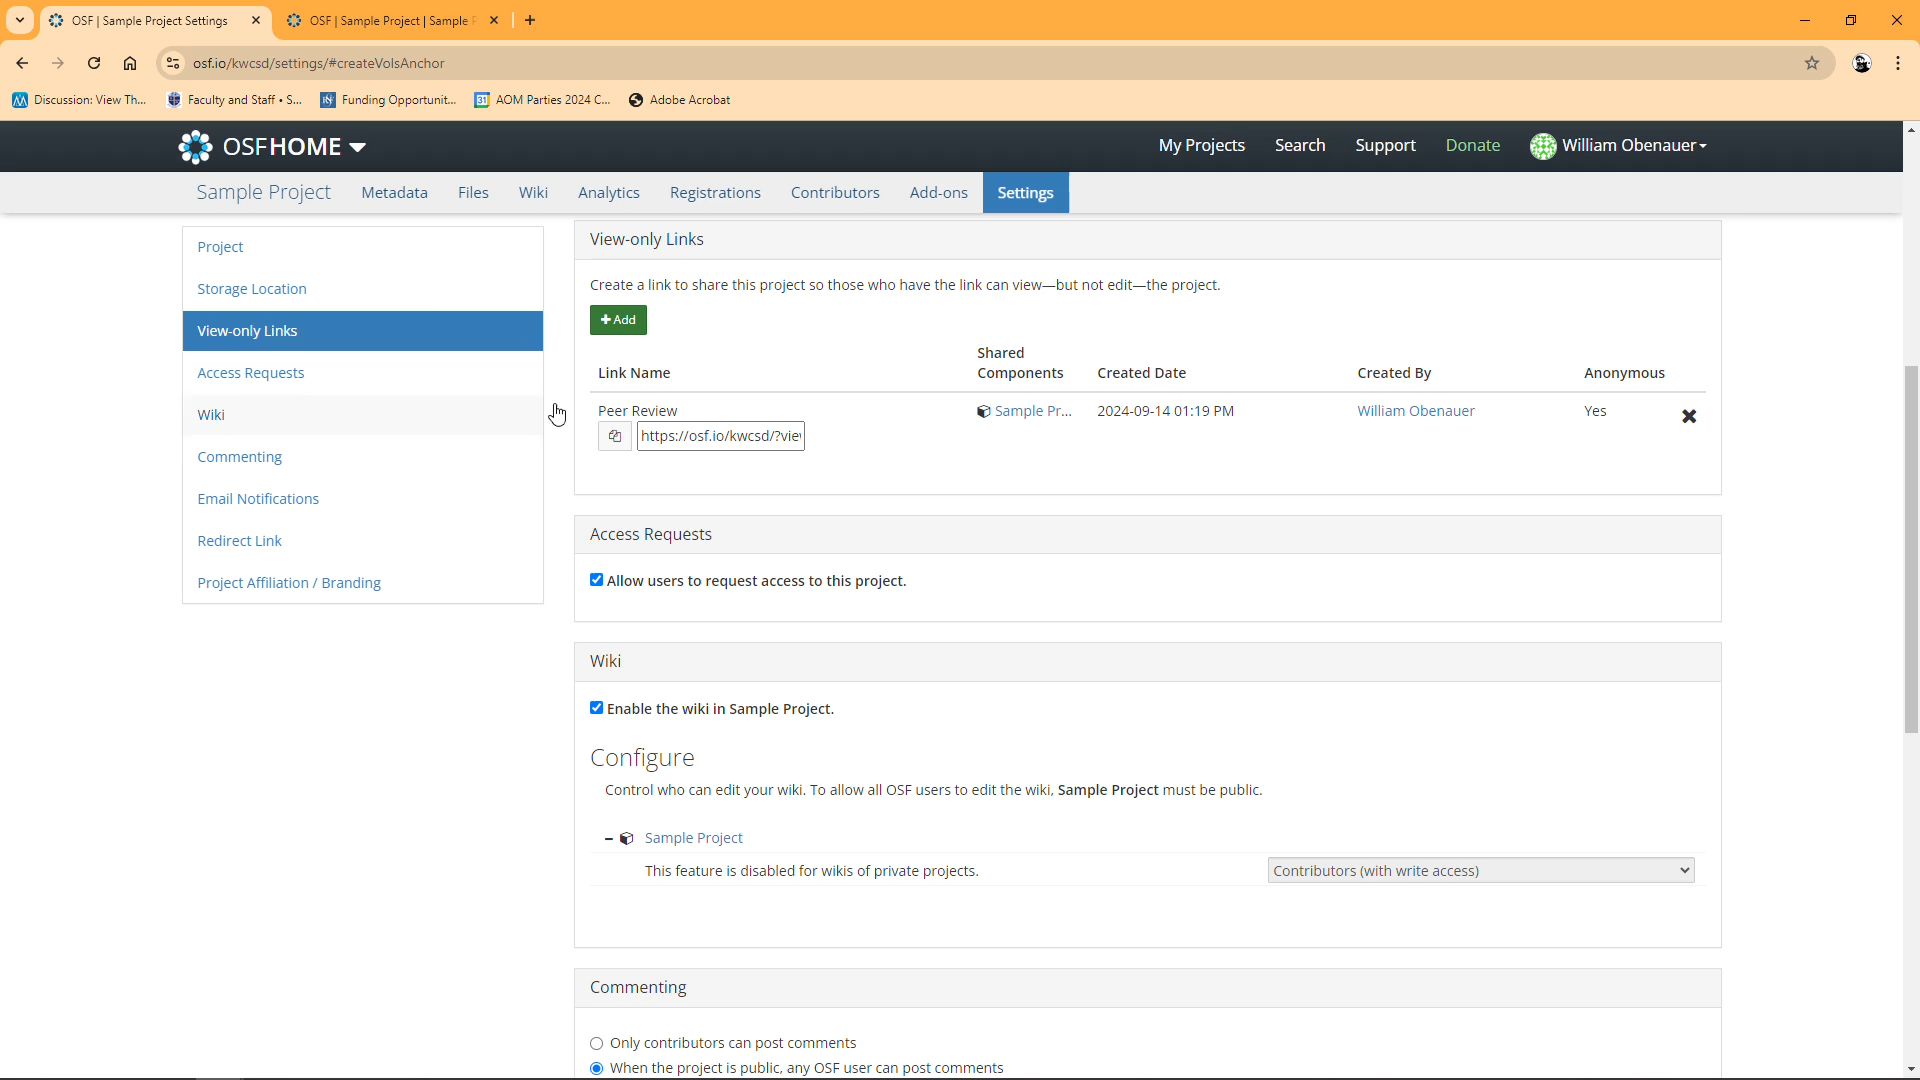 OSF | Sample Project Settings
OSF | Sample Project | Sample
osf.io/kwcsd/settings/#createVolsAnchor
Discussion: View Th...
Faculty and Staff • S...
Funding Opportunit...
31 AOM Parties 2024 C...
Adobe Acrobat
OSFHOME
My Projects
Search
Support
Donate
William Obenauer
Sample Project
Metadata
Files
Wiki
Analytics
Registrations
Contributors
Add-ons
Settings
Project
Storage Location
View-only Links
Access Requests
Wiki
Commenting
Email Notifications
Redirect Link
Project Affiliation / Branding
View-only Links
Create a link to share this project so those who have the link can view—but not edit—the project.
+ Add
Link Name
Shared
Components
Created Date
Created By
Anonymous
Peer Review
Sample Pr...
2024-09-14 01:19 PM
William Obenauer
Yes
https://osf.io/kwcsd/?vie
Access Requests
Allow users to request access to this project.
Wiki
Enable the wiki in Sample Project.
Configure
Control who can edit your wiki. To allow all OSF users to edit the wiki, Sample Project must be public.
Sample Project
This feature is disabled for wikis of private projects.
Contributors (with write access)
Commenting
Only contributors can post comments
When the project is public, any OSF user can post comments